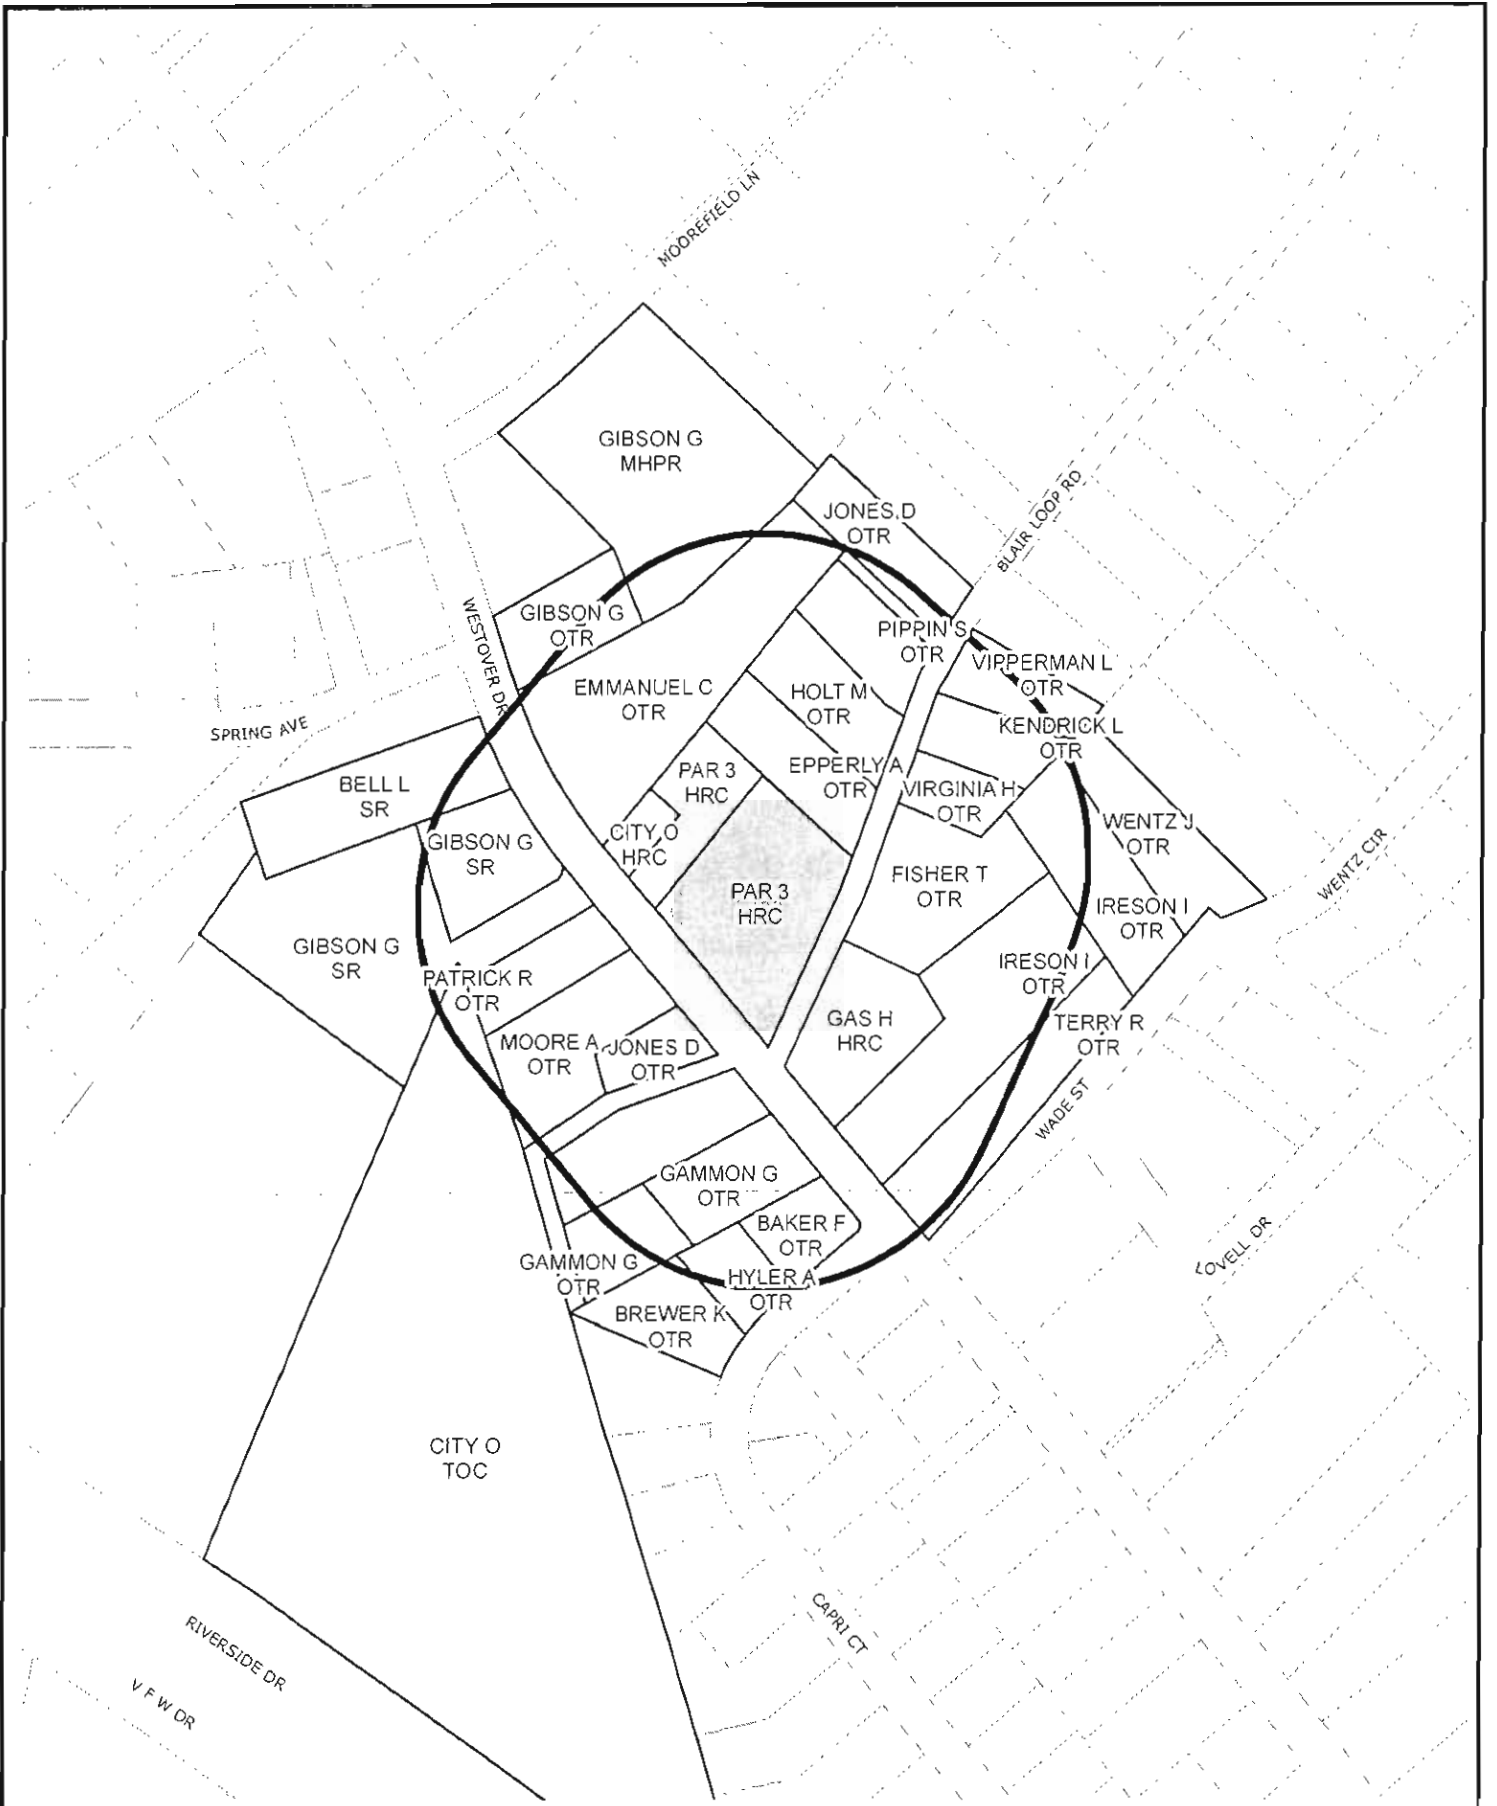 MOOREFIELD LN
GIBSON G
MHPR
JONES D
OTR
BLAIR LOOP RD
GIBSON G
OTR
WESTOVER DR
PIPPIN S
OTR
VIPPERMAN L
OTR
EMMANUEL C
OTR
HOLT M
OTR
KENDRICK L
OTR
SPRING AVE
BELL L
SR
PAR 3
HRC
EPPERLY A
OTR
VIRGINIA H
OTR
WENTZ J
OTR
WENTZ CIR
GIBSON G
SR
CITY O
HRC
PAR 3
HRC
FISHER T
OTR
IRESON I
OTR
GIBSON G
SR
PATRICK R
OTR
IRESON I
OTR
GAS H
HRC
TERRY R
OTR
MOORE A
OTR
JONES D
OTR
WADE ST
GAMMON G
OTR
BAKER F
OTR
LOVELL DR
GAMMON G
OTR
HYLER A
OTR
BREWER K
OTR
CITY O
TOC
CAPRI CT
RIVERSIDE DR
V F W DR